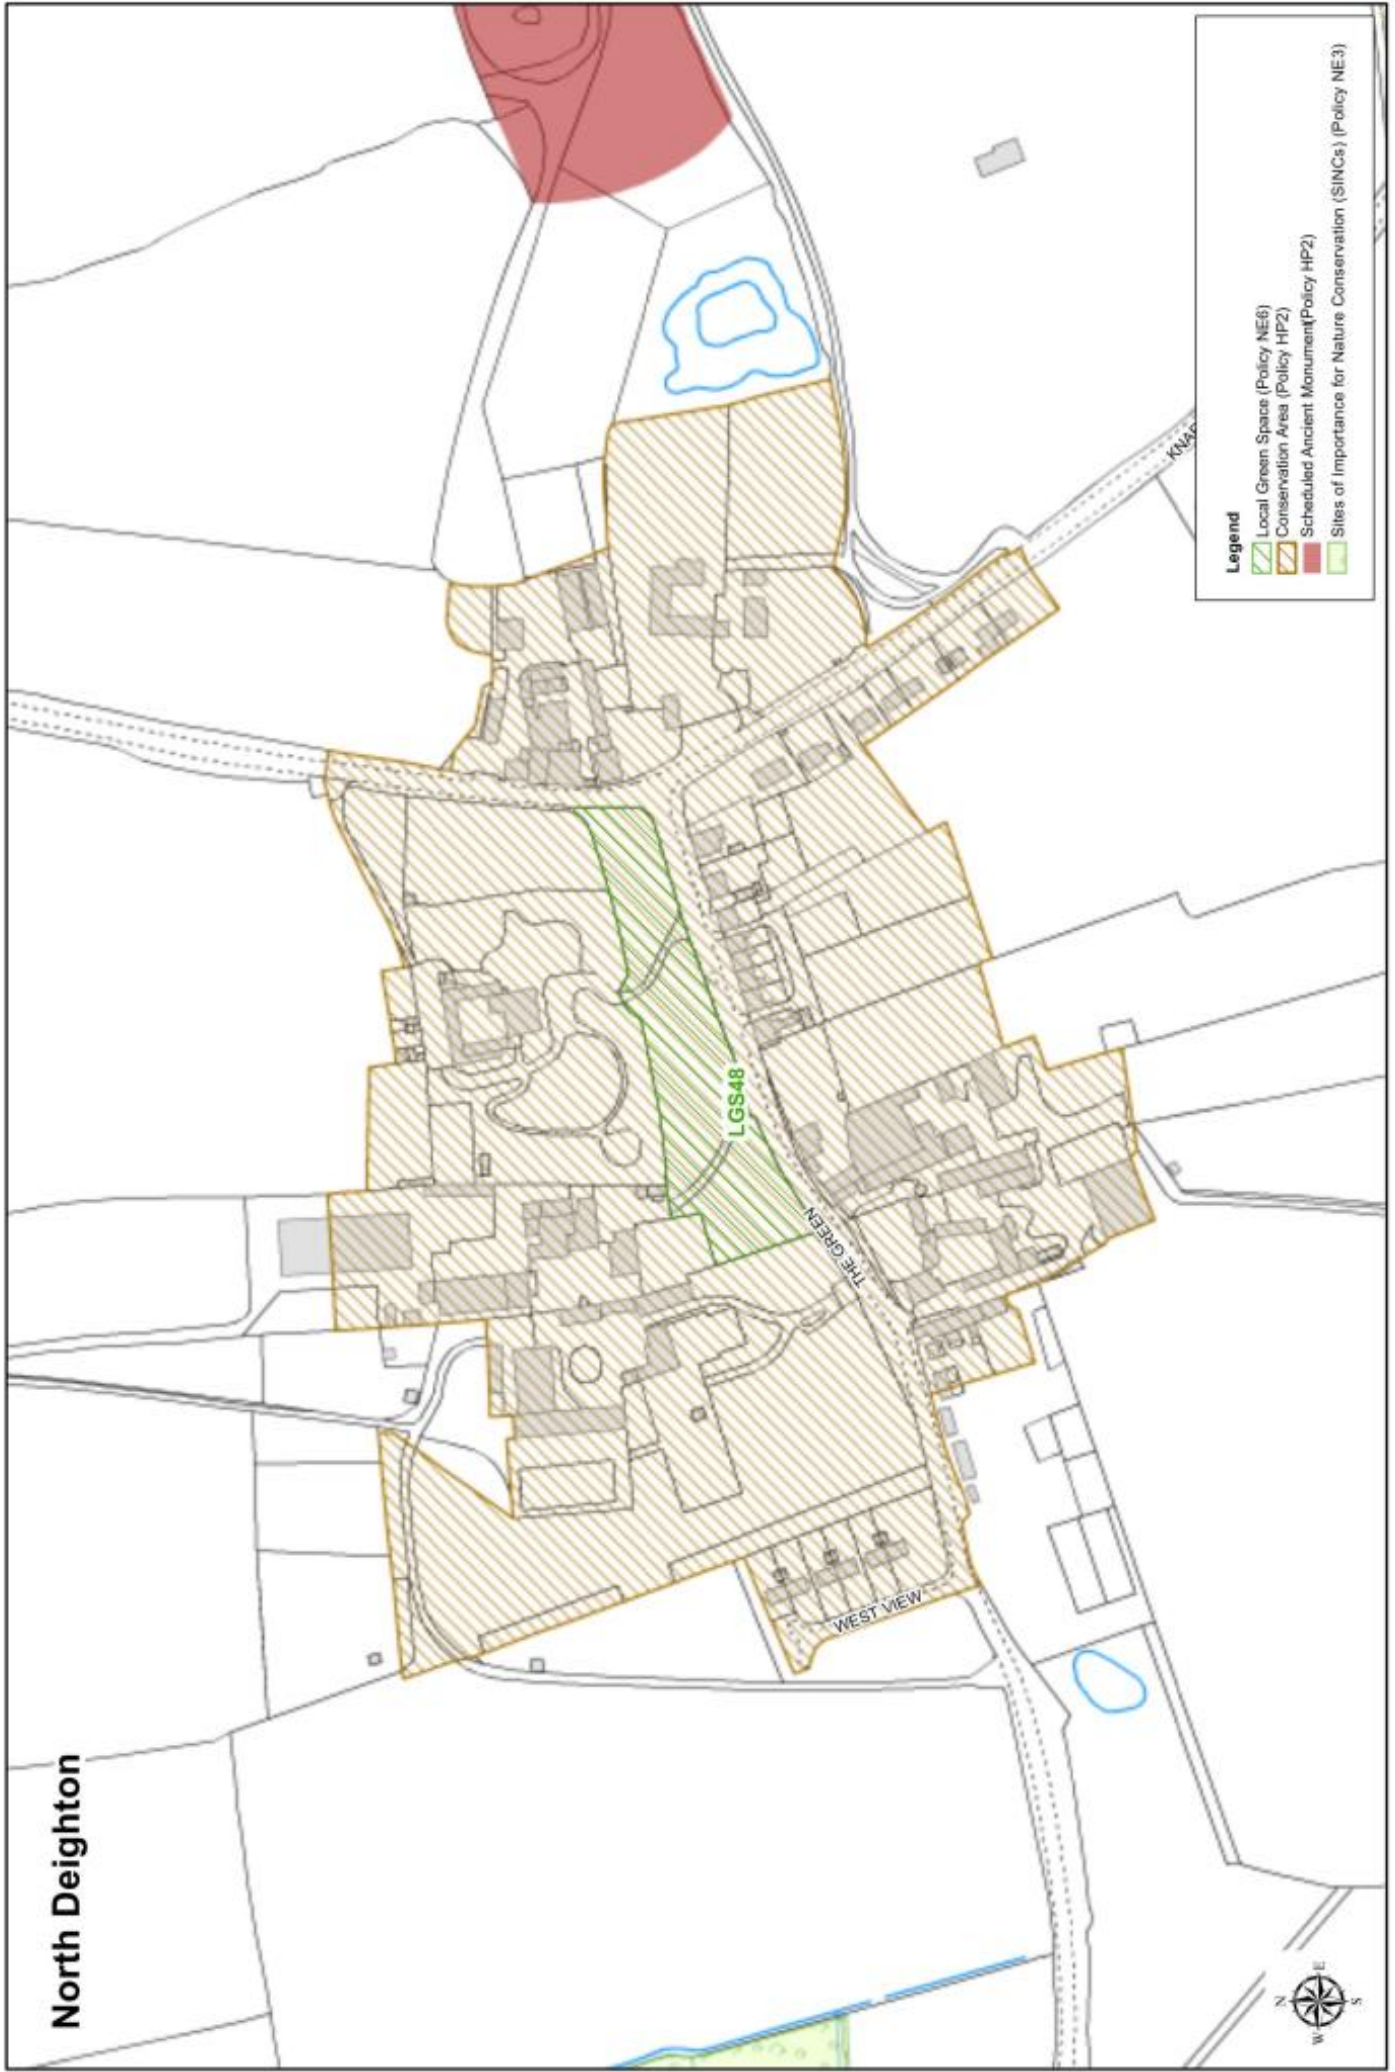 North Deighton
LGS48
THE GREEN
WEST VIEW
KNAR
Legend
Local Green Space (Policy NE6)
Conservation Area (Policy HP2)
Scheduled Ancient Monument(Policy HP2)
Sites of Importance for Nature Conservation (SINCs) (Policy NE3)
N
W E
S